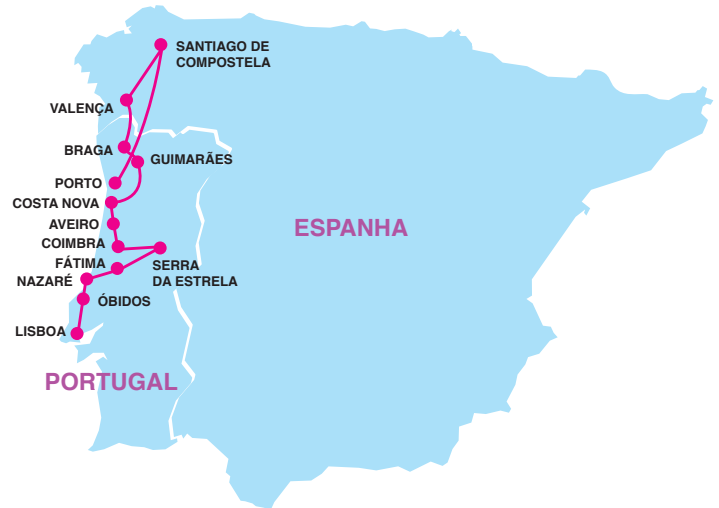 SANTIAGO DE
COMPOSTELA
VALENÇA
BRAGA
GUIMARÃES
PORTO
COSTA NOVA
AVEIRO
ESPANHA
COIMBRA
FÁTIMA
SERRA
DA ESTRELA
NAZARÉ
ÓBIDOS
LISBOA
PORTUGAL